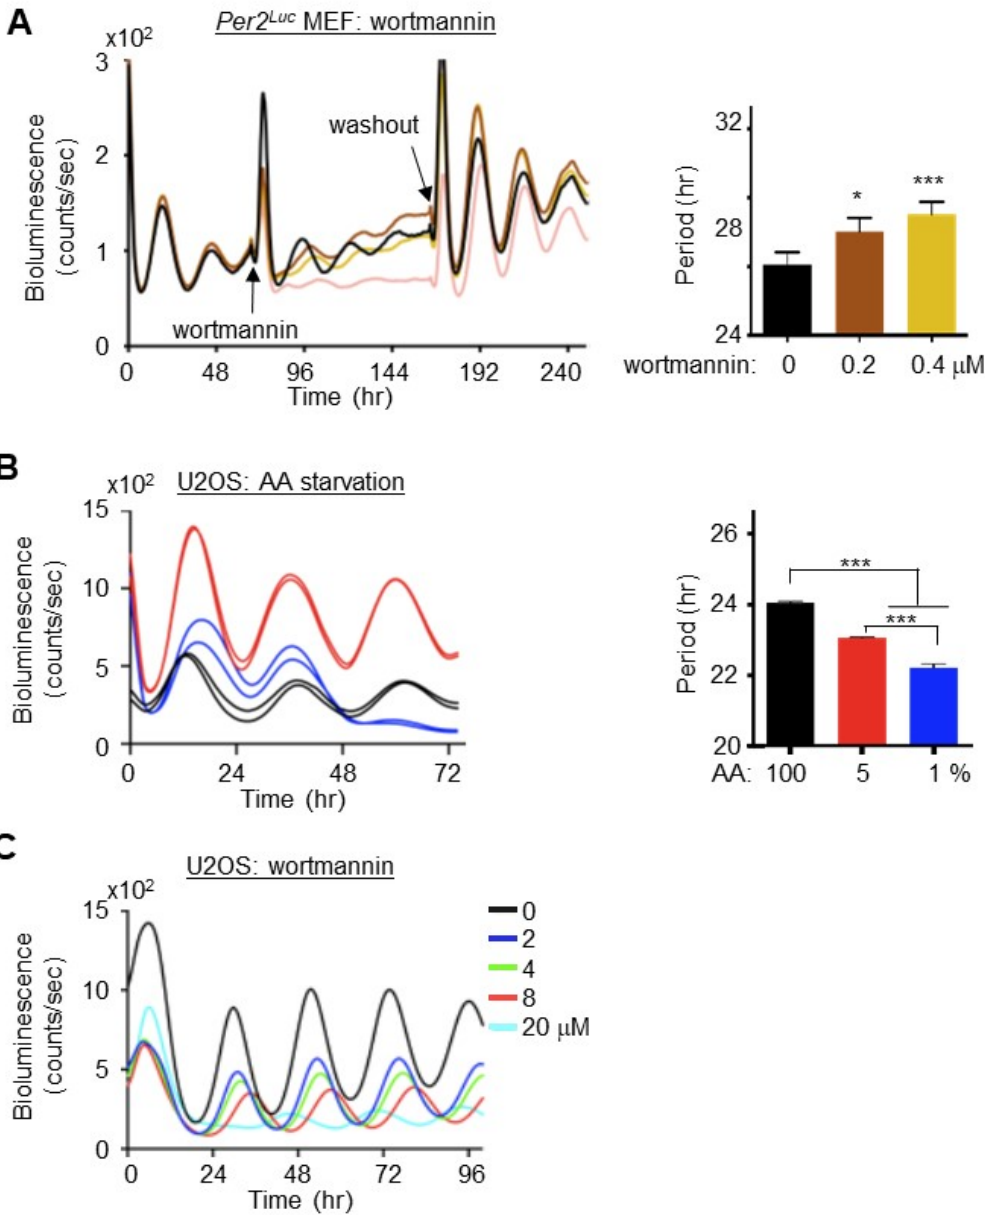 A
Per2Luc MEF: wortmannin
x10²
3
2
1
0
Bioluminescence
(counts/sec)
washout
wortmannin
0 48 96 144 192 240
Time (hr)
32
28
24
Period (hr)
*
***
wortmannin: 0 0.2 0.4 μM
B
U2OS: AA starvation
x10²
15
10
5
0
Bioluminescence
(counts/sec)
0 24 48 72
Time (hr)
26
24
22
20
Period (hr)
***
***
AA: 100 5 1 %
C
U2OS: wortmannin
x10²
15
10
5
0
Bioluminescence
(counts/sec)
0
2
4
8
20 μM
0 24 48 72 96
Time (hr)